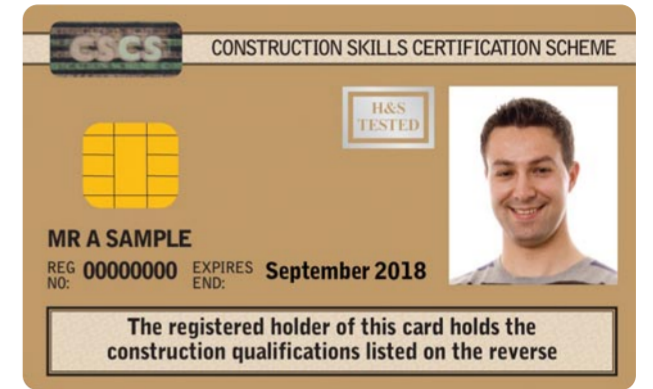 CSCS
CONSTRUCTION SKILLS CERTIFICATION SCHEME
H&S
TESTED
MR A SAMPLE
REG NO: 00000000 EXPIRES END: September 2018
The registered holder of this card holds the
construction qualifications listed on the reverse